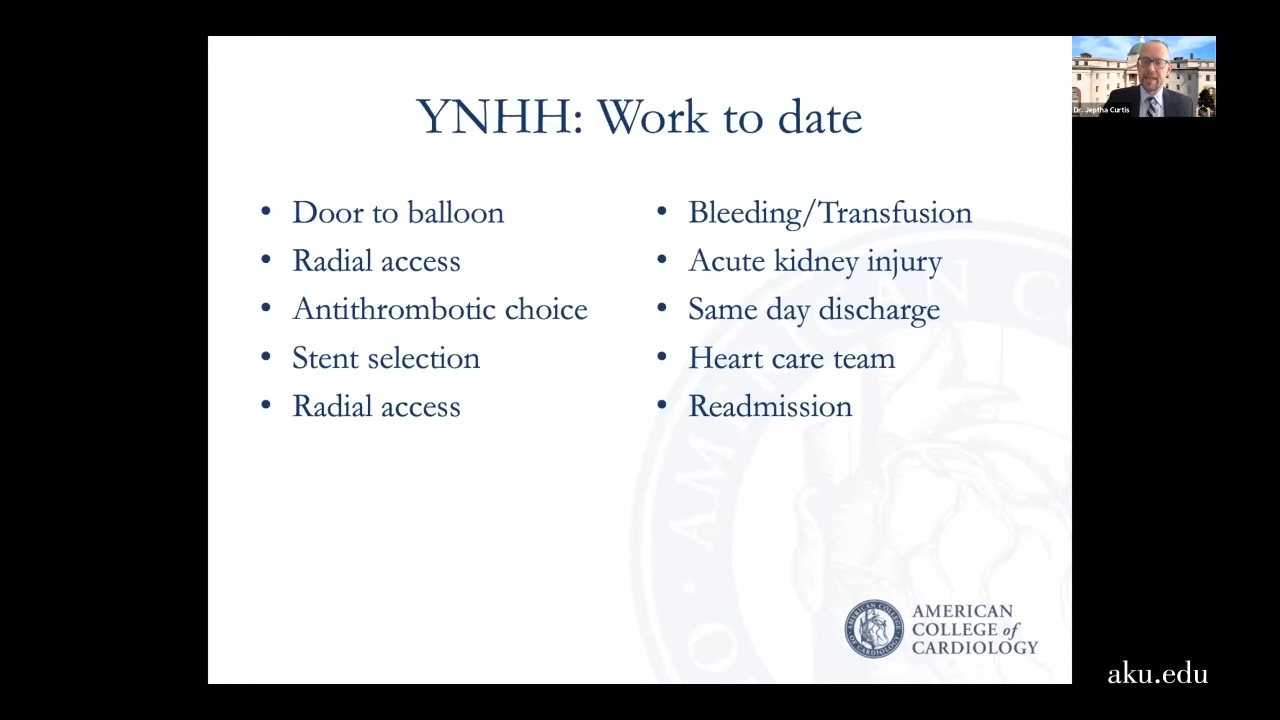 YNHH: Work to date
• Door to balloon
• Radial access
• Antithrombotic choice
• Stent selection
• Radial access
• Bleeding/Transfusion
• Acute kidney injury
• Same day discharge
• Heart care team
• Readmission
AMERICAN
COLLEGE of
CARDIOLOGY
Dr. Jeptha Curtis
aku.edu